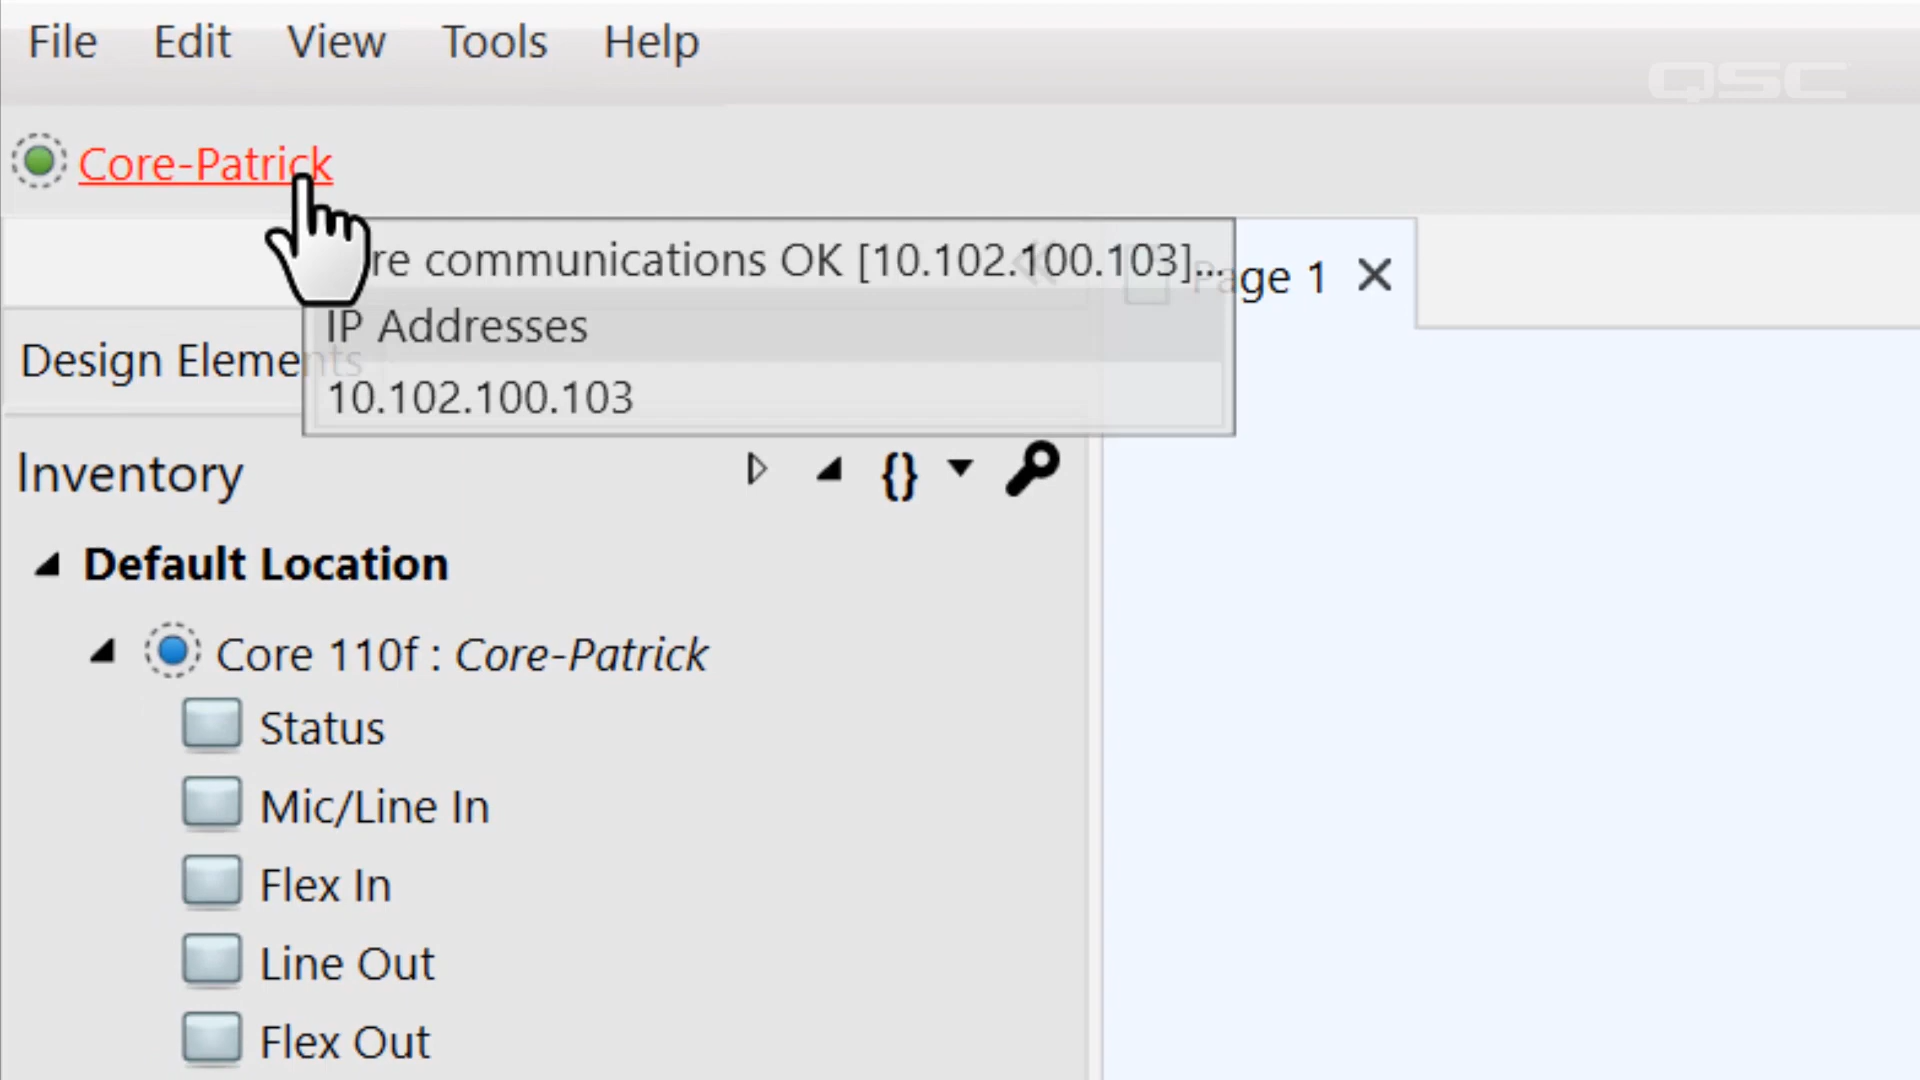 File Edit View Tools Help
QSC
Core-Patrick
re communications OK [10.102.100.103]...
Page 1
IP Addresses
Design Elements
10.102.100.103
Inventory {}
Default Location
Core 110f : Core-Patrick
Status
Mic/Line In
Flex In
Line Out
Flex Out